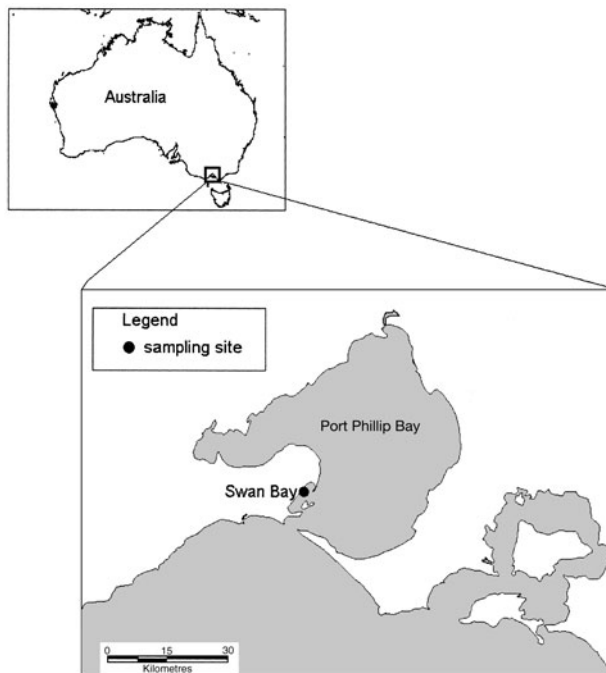 Australia
Legend
sampling site
Port Phillip Bay
Swan Bay
0 15 30
Kilometres